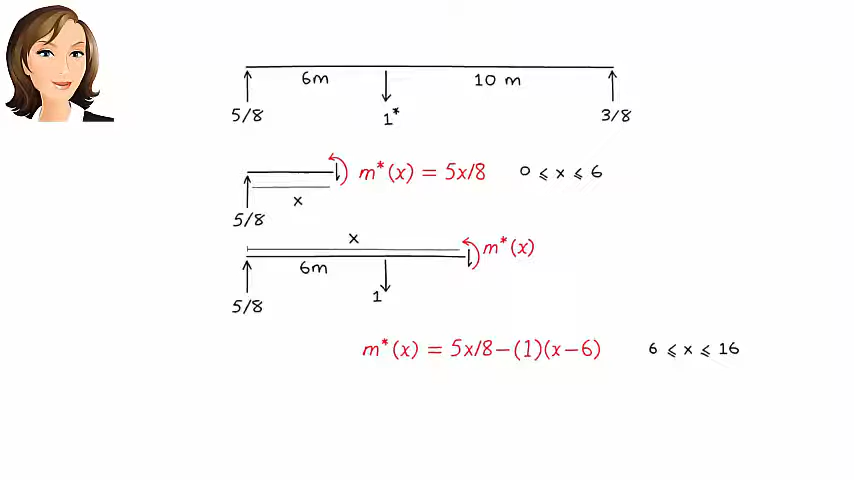 6m 10 m
5/8 1* 3/8
m*(x) = 5x/8 0 ⩽ x ⩽ 6
x
5/8
x
m*(x)
6m
1
5/8
m*(x) = 5x/8−(1)(x−6) 6 ⩽ x ⩽ 16